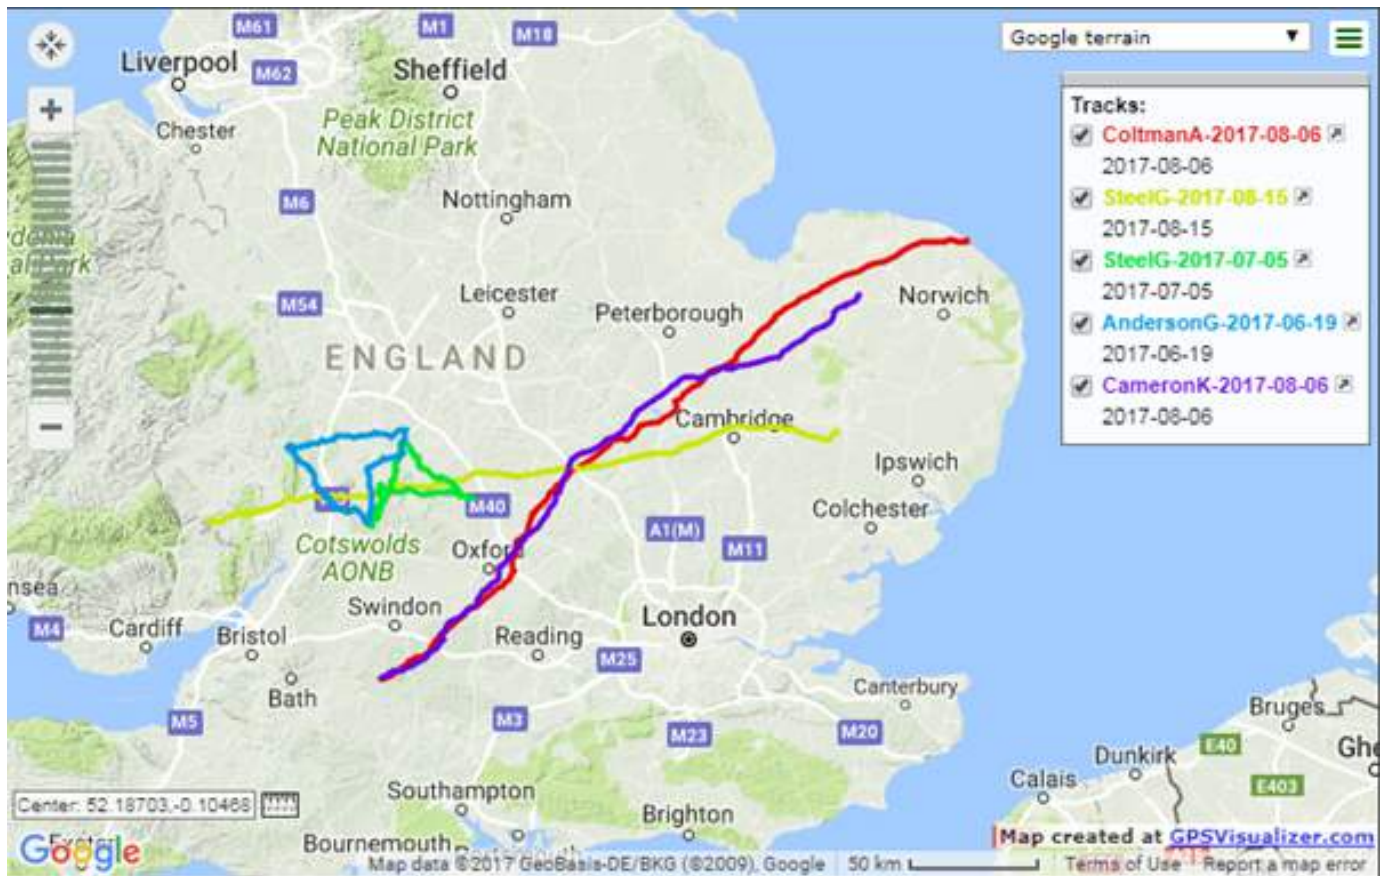 M61
M1
M18
Google terrain
Liverpool
M62
Sheffield
Chester
Peak District
National Park
Tracks:
ColtmanA-2017-08-06
2017-08-06
SteelG-2017-08-15
2017-08-15
SteelG-2017-07-05
2017-07-05
AndersonG-2017-06-19
2017-06-19
CameronK-2017-08-06
2017-08-06
M6
Nottingham
M54
Leicester
Peterborough
Norwich
ENGLAND
Cambridge
Ipswich
M40
Colchester
Cotswolds
AONB
Oxford
A1(M)
M11
Swindon
London
M4
Cardiff
Bristol
Reading
M25
Bath
Canterbury
M5
M3
M23
M20
Bruges
Dunkirk
E40
Calais
E403
Southampton
Brighton
Center: 52.18703,-0.10468
Bournemouth
Map created at GPSVisualizer.com
Google
Map data ©2017 GeoBasis-DE/BKG (©2009), Google
50 km
Terms of Use
Report a map error